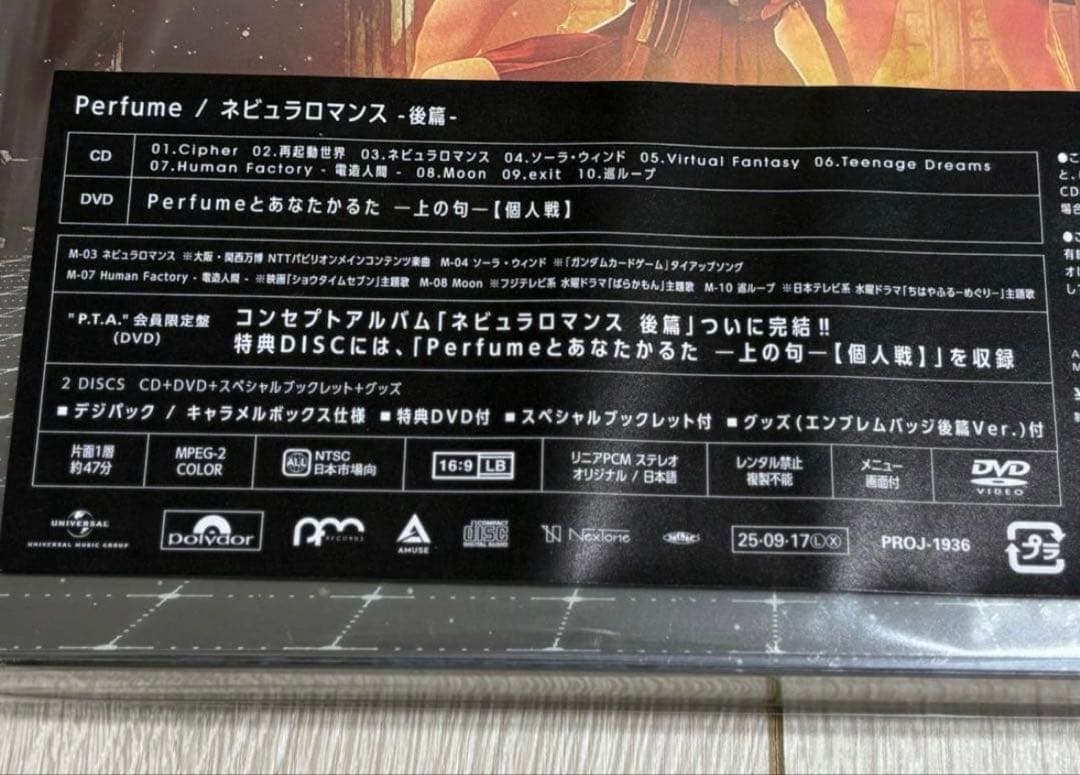 Perfume / ネビュラロマンス -後篇-
CD
01.Cipher 02.再起動世界 03.ネビュラロマンス 04.ソーラ・ウィンド 05.Virtual Fantasy 06.Teenage Dreams
07.Human Factory - 電造人間 - 08.Moon 09.exit 10.巡ループ
DVD
Perfumeとあなたかるた ―上の句―【個人戦】
M-03 ネビュラロマンス ※大阪・関西万博 NTTパビリオンメインコンテンツ楽曲 M-04 ソーラ・ウィンド ※「ガンダムカードゲーム」タイアップソング
M-07 Human Factory - 電造人間 - ※映画「ショウタイムセブン」主題歌 M-08 Moon ※フジテレビ系 水曜ドラマ「ばらかもん」主題歌 M-10 巡ループ ※日本テレビ系 水曜ドラマ「ちはやふるーめぐりー」主題歌
"P.T.A."会員限定盤
(DVD)
コンセプトアルバム「ネビュラロマンス 後篇」ついに完結!!
特典DISCには、「Perfumeとあなたかるた ―上の句―【個人戦】」を収録
2 DISCS CD+DVD+スペシャルブックレット+グッズ
■デジパック / キャラメルボックス仕様 ■特典DVD付 ■スペシャルブックレット付 ■グッズ(エンブレムバッジ後篇Ver.)付
片面1層
約47分
MPEG-2
COLOR
ALL
NTSC
日本市場向
16:9 LB
リニアPCM ステレオ
オリジナル / 日本語
レンタル禁止
複製不能
メニュー
画面付
DVD
VIDEO
UNIVERSAL
UNIVERSAL MUSIC GROUP
polydor
RECORDS
AMUSE
COMPACT
disc
DIGITAL AUDIO
NexTone
25・09・17ⓁⓍ
PROJ-1936
プラ